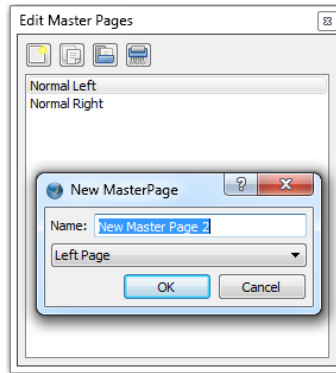 Edit Master Pages
Normal Left
Normal Right
New MasterPage
Name: New Master Page 2
Left Page
OK Cancel